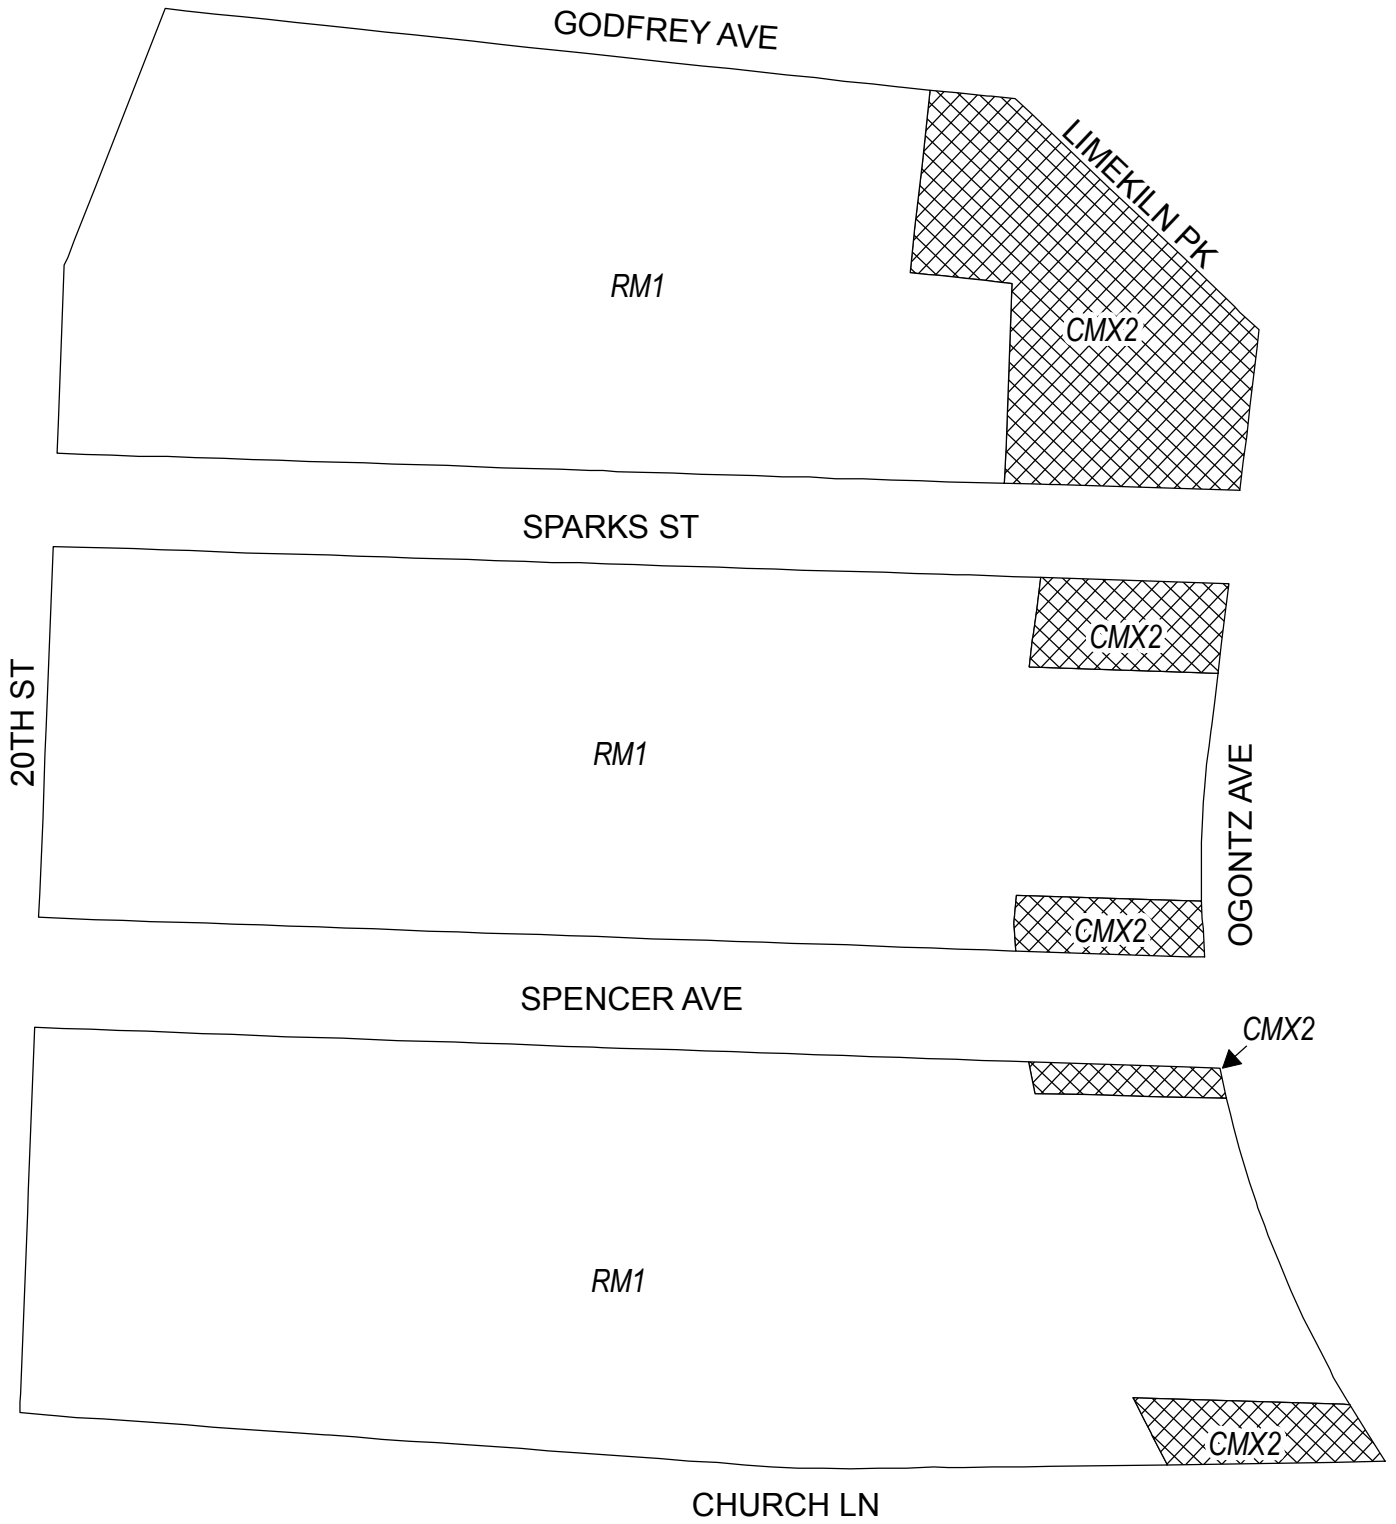 GODFREY AVE
LIMEKILN PK
RM1
CMX2
SPARKS ST
CMX2
20TH ST
RM1
OGONTZ AVE
CMX2
SPENCER AVE
CMX2
RM1
CMX2
CHURCH LN